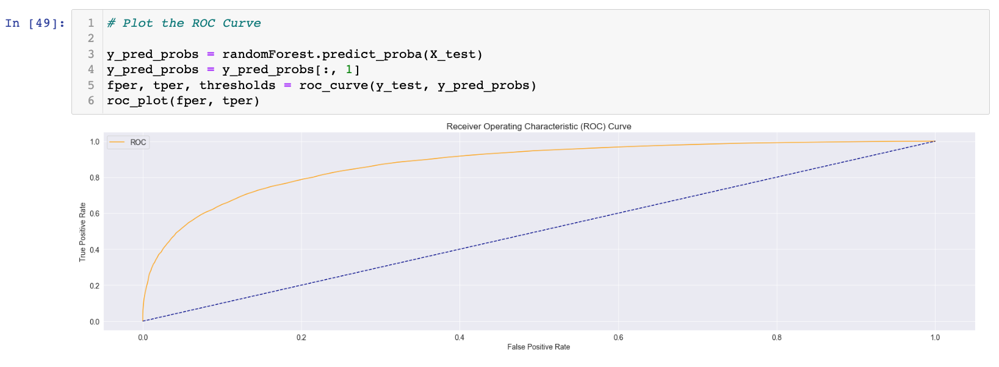 In [49]:
1 # Plot the ROC Curve
2
3 y_pred_probs = randomForest.predict_proba(X_test)
4 y_pred_probs = y_pred_probs[:, 1]
5 fper, tper, thresholds = roc_curve(y_test, y_pred_probs)
6 roc_plot(fper, tper)
Receiver Operating Characteristic (ROC) Curve
ROC
1.0
0.8
0.6
0.4
0.2
0.0
True Positive Rate
0.0 0.2 0.4 0.6 0.8 1.0
False Positive Rate